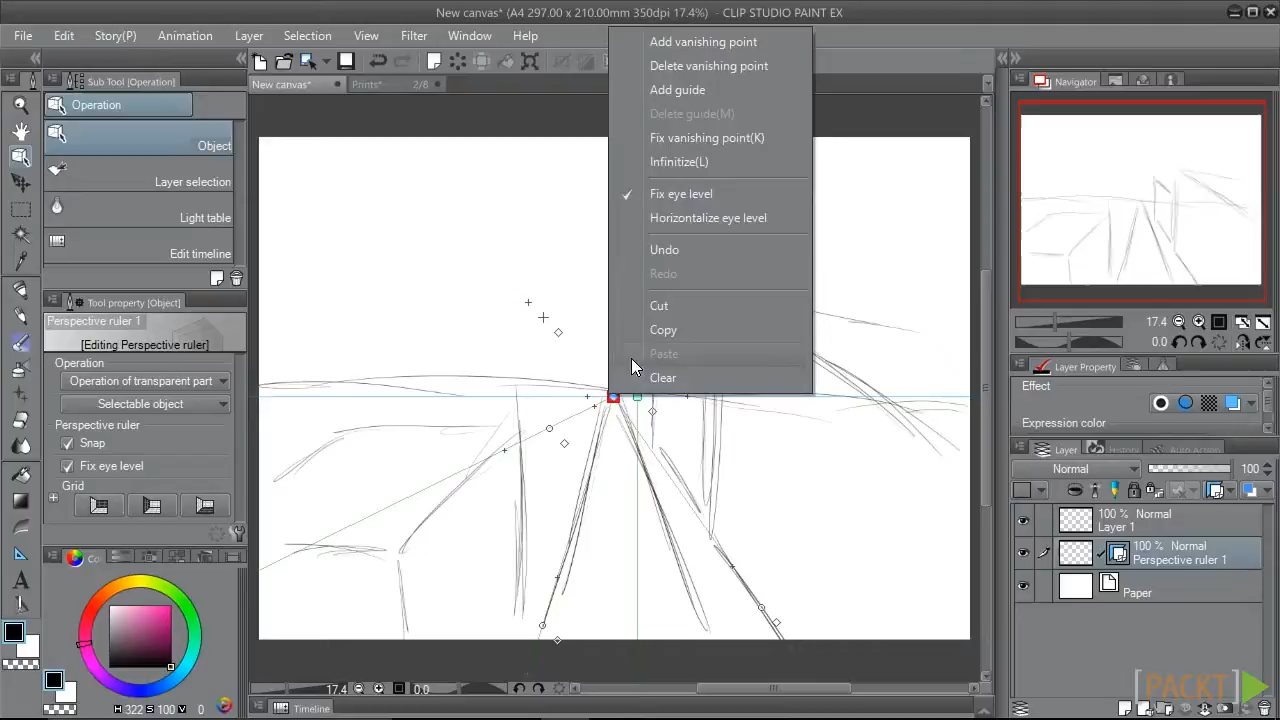 New canvas* (A4 297.00 x 210.00mm 350dpi 17.4%) - CLIP STUDIO PAINT EX
File Edit Story(P) Animation Layer Selection View Filter Window Help
New canvas*
Prints* 2/8
Sub Tool [Operation]
Operation
Object
Layer selection
Light table
Edit timeline
Tool property [Object]
Perspective ruler 1
[Editing Perspective ruler]
Operation
Operation of transparent part
Selectable object
Perspective ruler
Snap
Fix eye level
Grid
H 322 S 100 V 0
Add vanishing point
Delete vanishing point
Add guide
Delete guide(M)
Fix vanishing point(K)
Infinitize(L)
Fix eye level
Horizontalize eye level
Undo
Redo
Cut
Copy
Paste
Clear
17.4
0.0
Timeline
Navigator
17.4
0.0
Layer Property
Effect
Expression color
Layer History Auto Action
Normal 100
100 % Normal
Layer 1
100 % Normal
Perspective ruler 1
Paper
PACKT